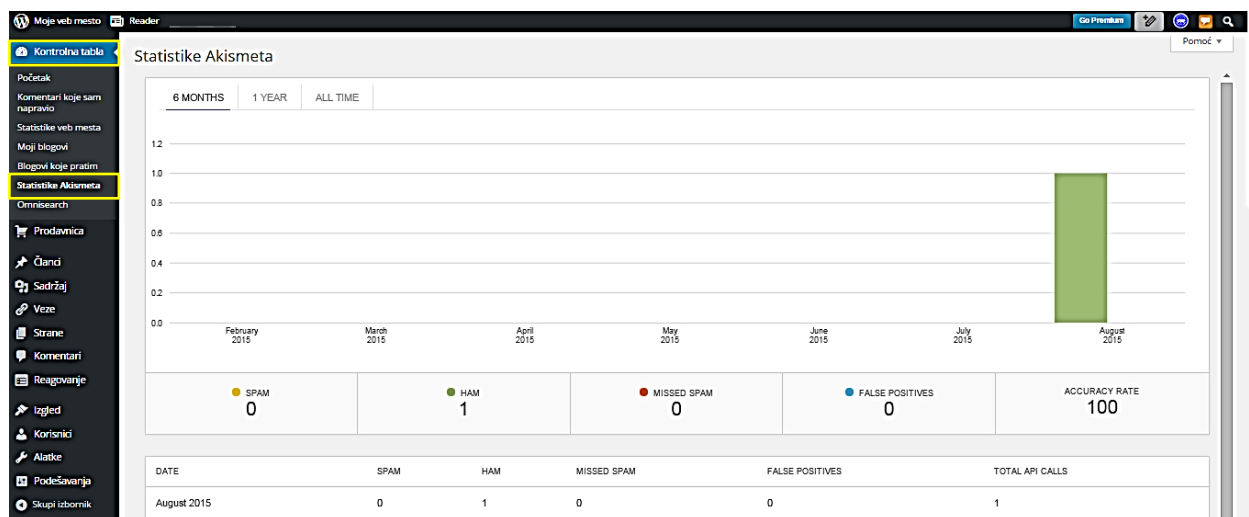 Moje veb mesto Reader Go Premium
Pomoć
Kontrolna tabla
Početak
Komentari koje sam
napravio
Statistike veb mesta
Moji blogovi
Blogovi koje pratim
Statistike Akismeta
Omnisearch
Prodavnica
Članci
Sadržaj
Veze
Strane
Komentari
Reagovanje
Izgled
Korisnici
Alatke
Podešavanja
Skupi izbornik
Statistike Akismeta
6 MONTHS 1 YEAR ALL TIME
1.2
1.0
0.8
0.6
0.4
0.2
0.0
February March April May June July August
2015 2015 2015 2015 2015 2015 2015
SPAM HAM MISSED SPAM FALSE POSITIVES ACCURACY RATE
0 1 0 0 100
DATE SPAM HAM MISSED SPAM FALSE POSITIVES TOTAL API CALLS
August 2015 0 1 0 0 1